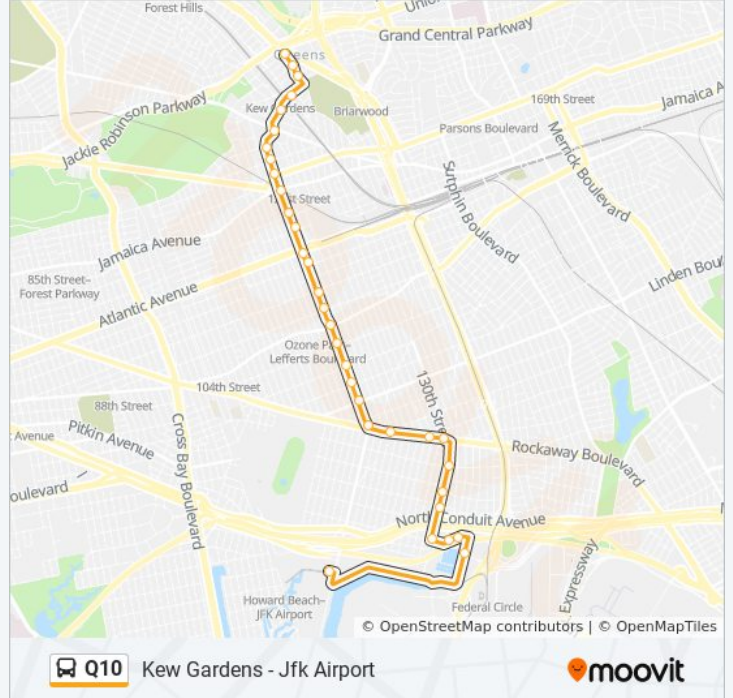 Forest Hills
Union
Grand Central Parkway
Queens
Jackie Robinson Parkway
Kew Gardens
Briarwood
169th Street
Jamaica A
Parsons Boulevard
Merrick Boulevard
Sutphin Boulevard
121st Street
Jamaica Avenue
85th Street–
Forest Parkway
Atlantic Avenue
Linden Bou
Ozone Park–
Lefferts Boulevard
104th Street
130th Stre
88th Street
Avenue
Pitkin Avenue
Cross Bay Boulevard
Rockaway Boulevard
oulevard
North Conduit Avenue
Expressway
Howard Beach–
JFK Airport
Federal Circle
© OpenStreetMap contributors | © OpenMapTiles
Q10 Kew Gardens - Jfk Airport
moovit